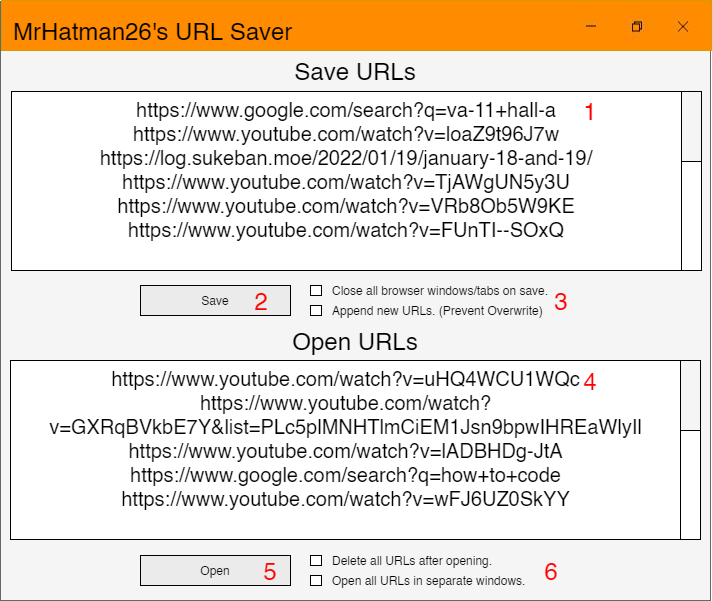 MrHatman26's URL Saver
Save URLs
https://www.google.com/search?q=va-11+hall-a 1
https://www.youtube.com/watch?v=loaZ9t96J7w
https://log.sukeban.moe/2022/01/19/january-18-and-19/
https://www.youtube.com/watch?v=TjAWgUN5y3U
https://www.youtube.com/watch?v=VRb8Ob5W9KE
https://www.youtube.com/watch?v=FUnTI--SOxQ
Save 2
Close all browser windows/tabs on save.
Append new URLs. (Prevent Overwrite) 3
Open URLs
https://www.youtube.com/watch?v=uHQ4WCU1WQc 4
https://www.youtube.com/watch?
v=GXRqBVkbE7Y&list=PLc5plMNHTlmCiEM1Jsn9bpwIHREaWlyIl
https://www.youtube.com/watch?v=lADBHDg-JtA
https://www.google.com/search?q=how+to+code
https://www.youtube.com/watch?v=wFJ6UZ0SkYY
Open 5
Delete all URLs after opening.
Open all URLs in separate windows. 6